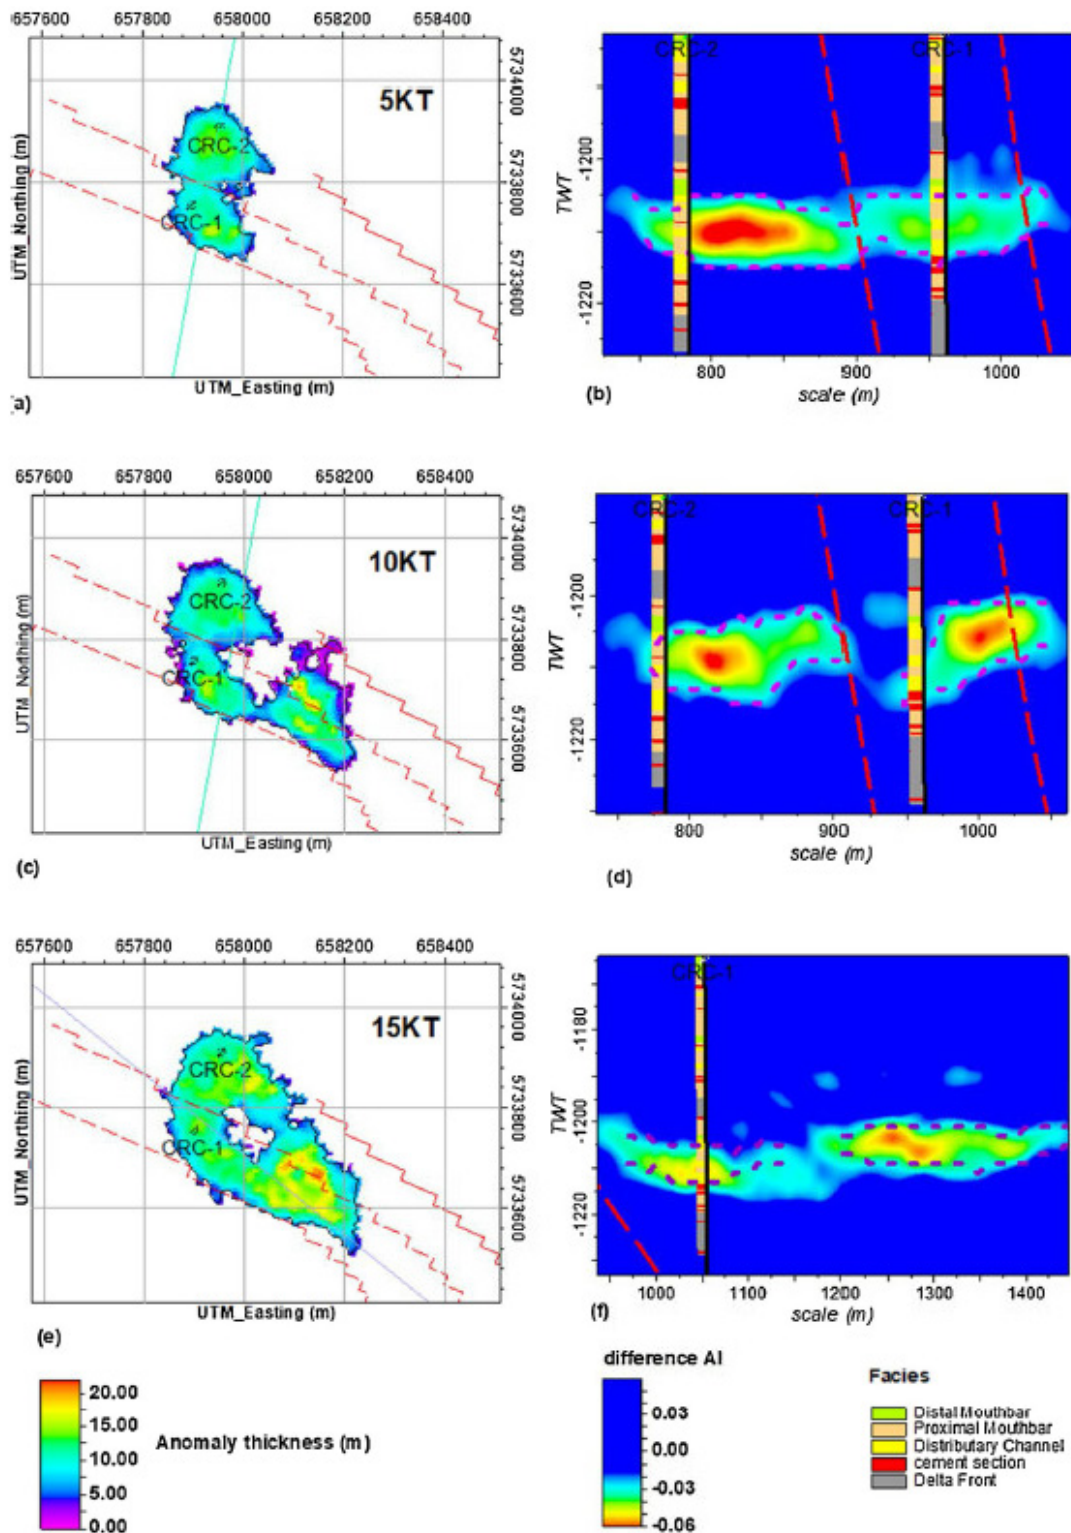 657600 657800 658000 658200 658400
5KT
CRC-2
CRC-1
UTM_Northing (m)
5734000
5733800
5733600
UTM_Easting (m)
a)
CRC-2 CRC-1
TWT
-1200
-1220
800 900 1000
scale (m)
(b)
657600 657800 658000 658200 658400
10KT
CRC-2
CRC-1
UTM_Northing (m)
5734000
5733800
5733600
UTM_Easting (m)
(c)
CRC-2 CRC-1
TWT
-1200
-1220
800 900 1000
scale (m)
(d)
657600 657800 658000 658200 658400
15KT
CRC-2
CRC-1
UTM_Northing (m)
5734000
5733800
5733600
UTM_Easting (m)
(e)
CRC-1
TWT
-1180
-1200
-1220
1000 1100 1200 1300 1400
scale (m)
(f)
20.00
15.00
10.00
5.00
0.00
Anomaly thickness (m)
difference AI
0.03
0.00
-0.03
-0.06
Facies
Distal Mouthbar
Proximal Mouthbar
Distributary Channel
cement section
Delta Front